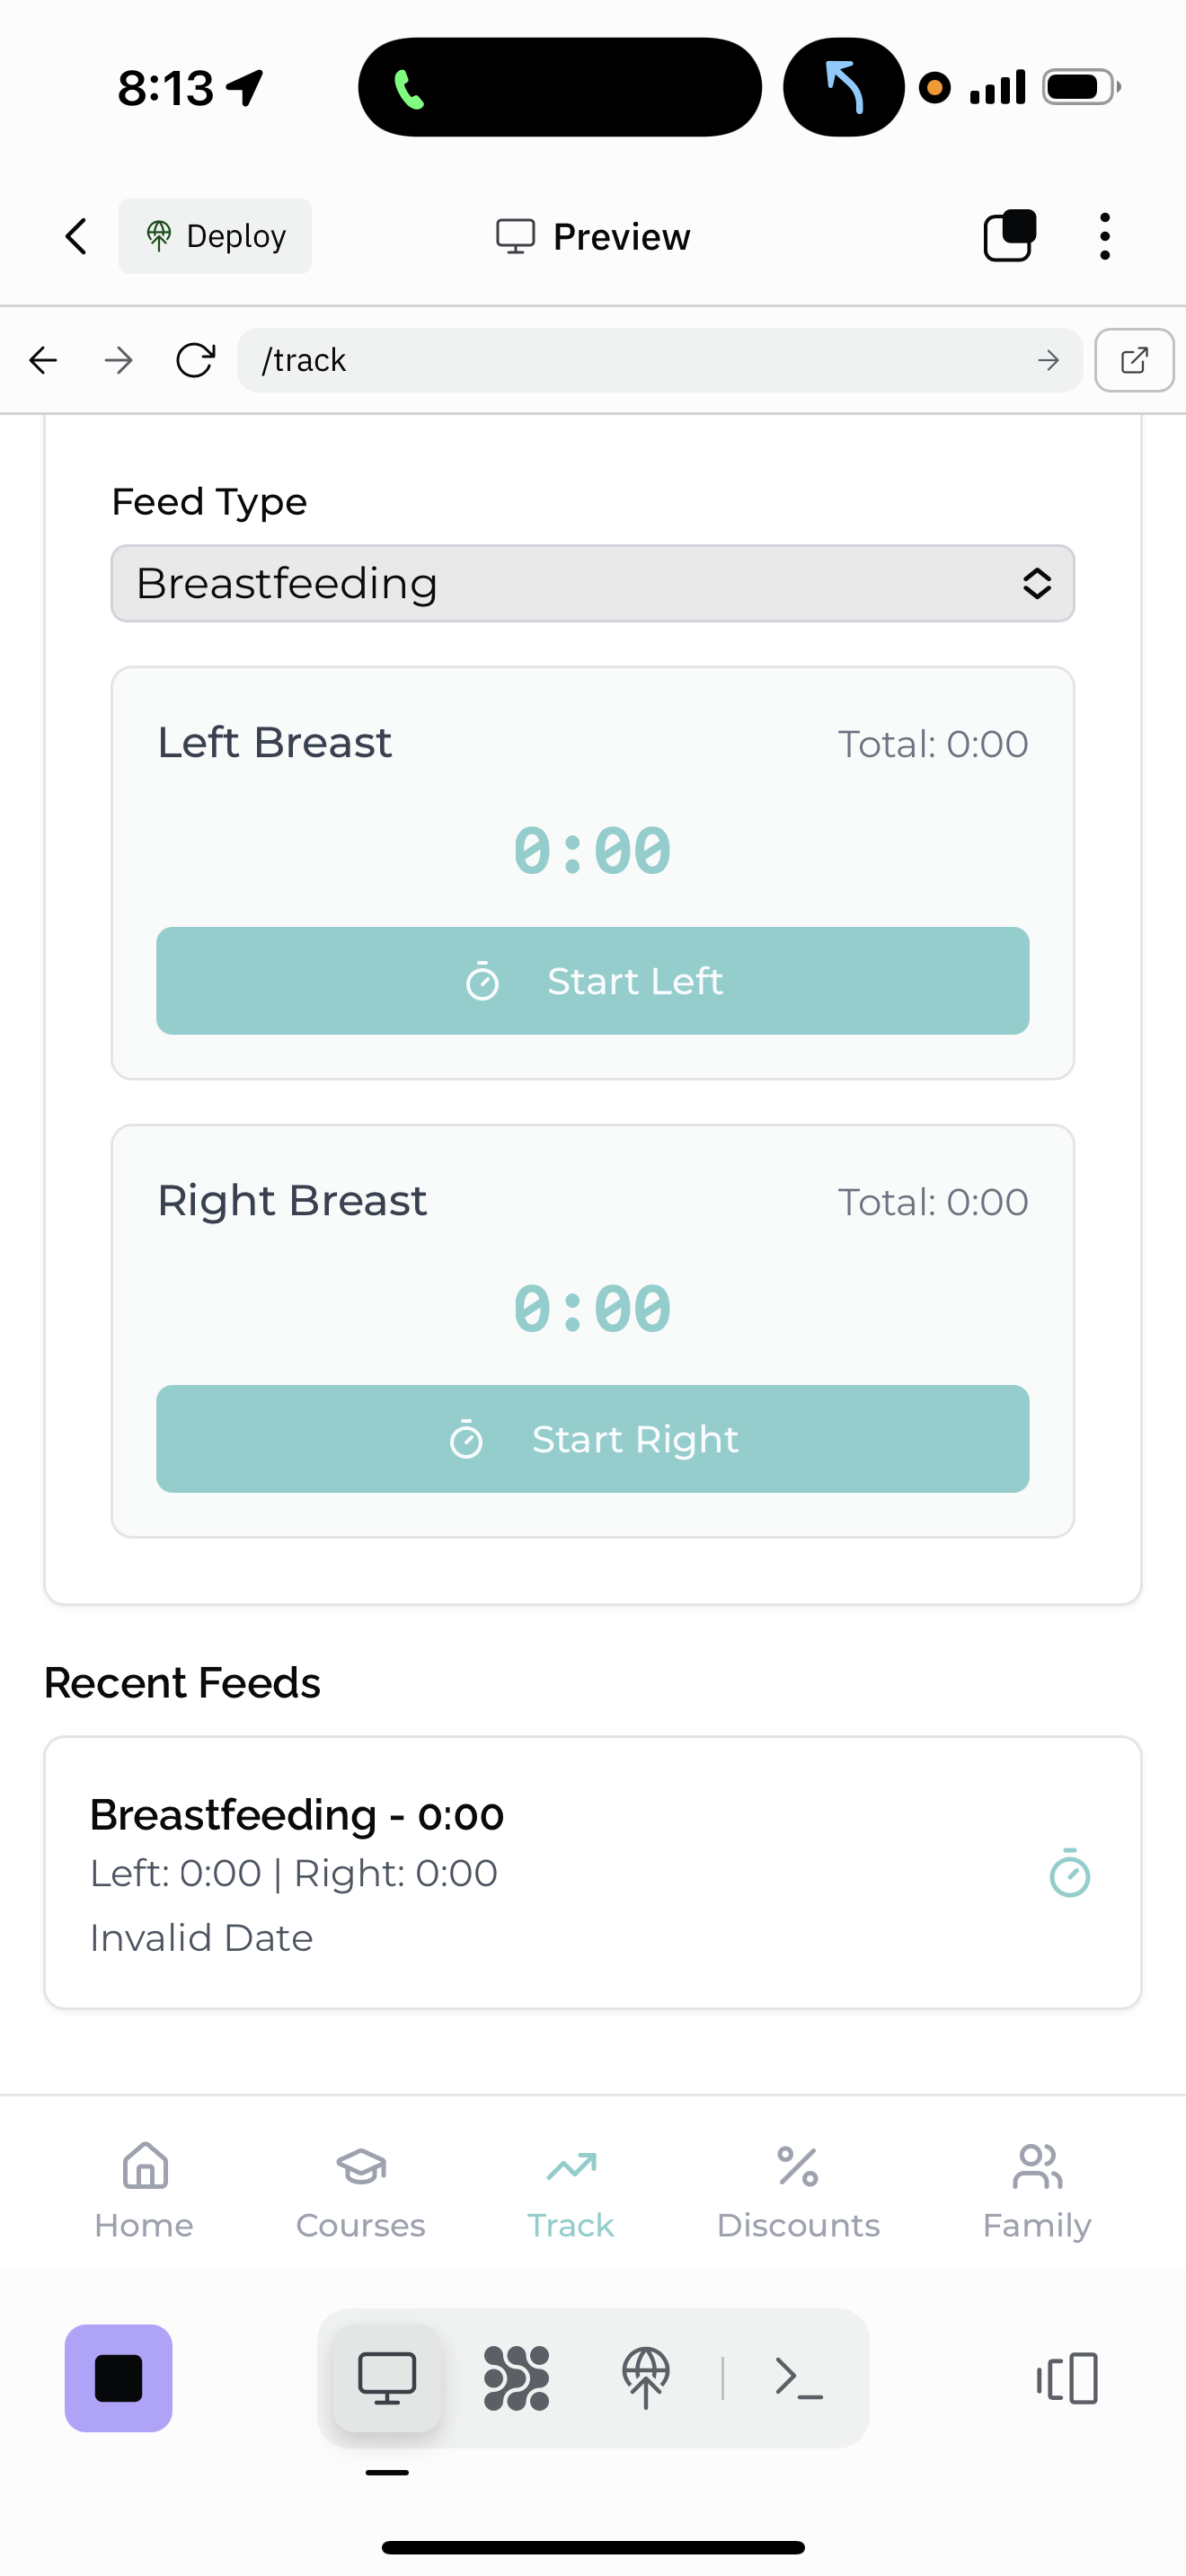 8:13
Deploy
Preview
/track
Feed Type
Breastfeeding
Left Breast
Total: 0:00
0:00
Start Left
Right Breast
Total: 0:00
0:00
Start Right
Recent Feeds
Breastfeeding - 0:00
Left: 0:00 | Right: 0:00
Invalid Date
Home
Courses
Track
Discounts
Family